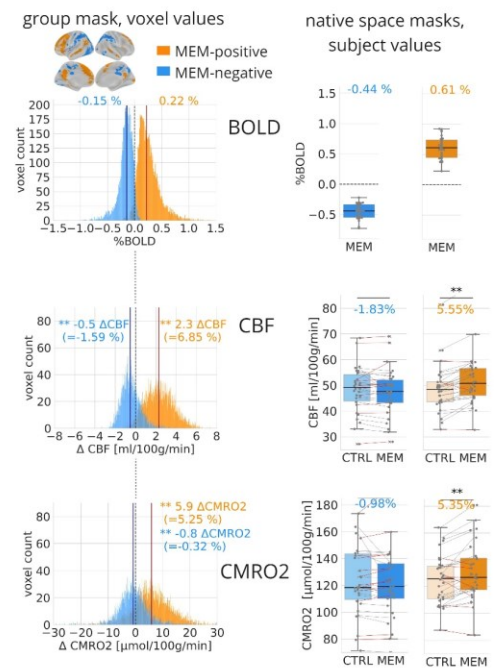 group mask, voxel values
native space masks,
subject values
MEM-positive
MEM-negative
-0.15 %
0.22 %
BOLD
voxel count
200
175
150
125
100
75
50
25
0
-1.5 -1.0 -0.5 0.0 0.5 1.0 1.5
%BOLD
-0.44 %
0.61 %
%BOLD
1.5
1.0
0.5
0.0
-0.5
MEM
MEM
CBF
** -0.5 ΔCBF
(=-1.59 %)
** 2.3 ΔCBF
(=6.85 %)
voxel count
80
60
40
20
0
-8 -6 -4 -2 0 2 4 6 8
Δ CBF [ml/100g/min]
**
-1.83%
5.55%
CBF [ml/100g/min]
80
70
60
50
40
30
CTRL MEM
CTRL MEM
** 5.9 ΔCMRO2
(=5.25 %)
** -0.8 ΔCMRO2
(=-0.32 %)
CMRO2
voxel count
80
60
40
20
0
-30 -20 -10 0 10 20 30
Δ CMRO2 [μmol/100g/min]
**
-0.98%
5.35%
CMRO2 [μmol/100g/min]
180
160
140
120
100
80
CTRL MEM
CTRL MEM